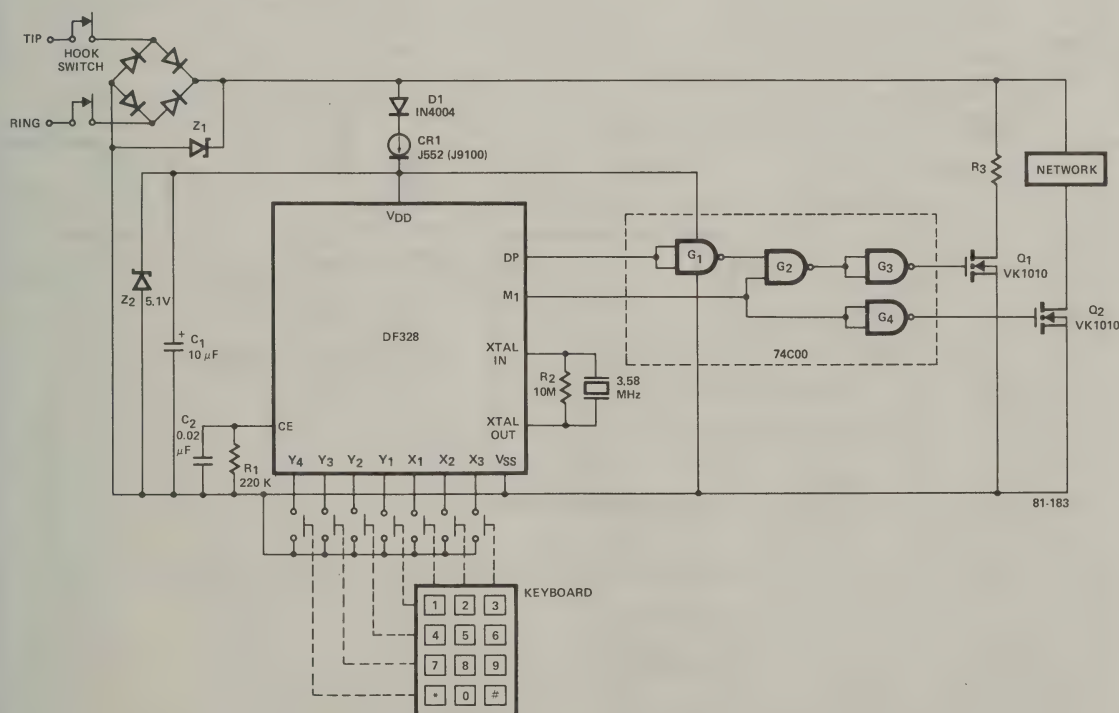 TIP
HOOK
SWITCH
RING
Z1
D1
IN4004
CR1
J552 (J9100)
R3
NETWORK
VDD
DP
M1
XTAL
IN
XTAL
OUT
DF328
CE
Y4 Y3 Y2 Y1 X1 X2 X3 VSS
Z2 5.1V
C1
+
10 μF
C2
0.02
μF
R1
220 K
R2
10M
3.58
MHz
G1
G2
G3
G4
74C00
Q1
VK1010
Q2
VK1010
81-183
KEYBOARD
1 2 3
4 5 6
7 8 9
* 0 #